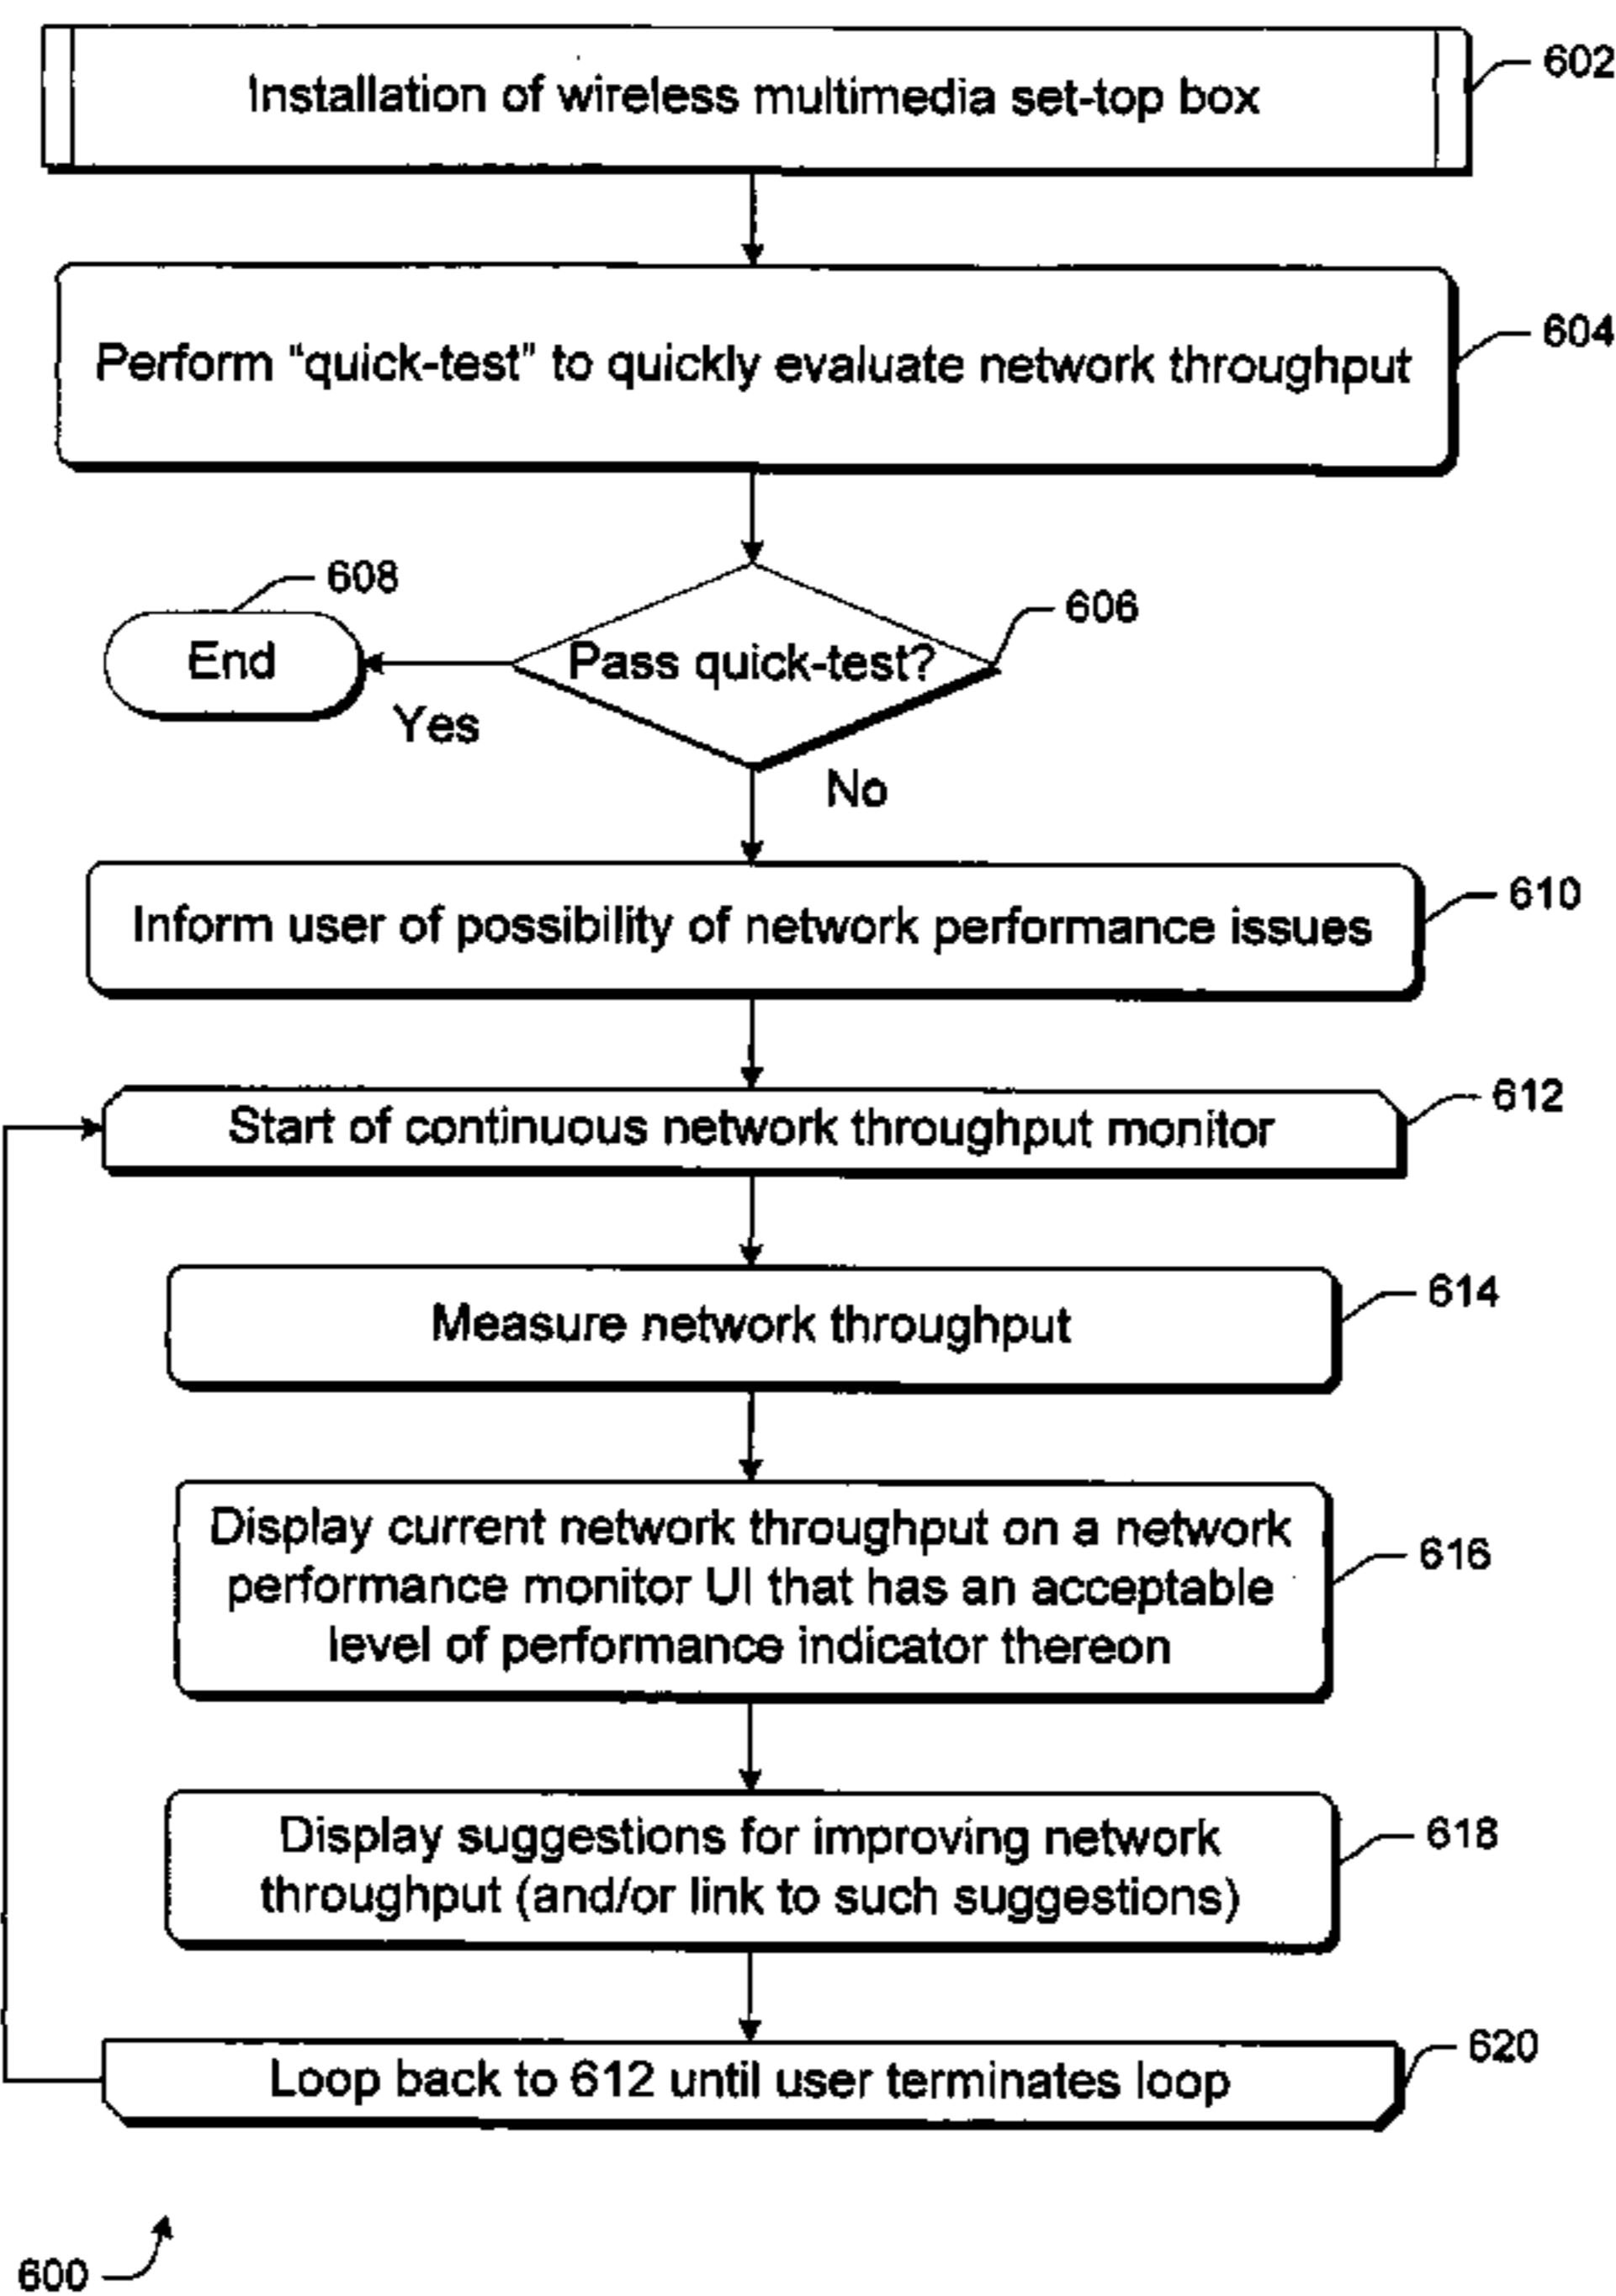 Installation of wireless multimedia set-top box
602
Perform "quick-test" to quickly evaluate network throughput
604
608
End
Pass quick-test?
606
Yes
No
Inform user of possibility of network performance issues
610
Start of continuous network throughput monitor
612
Measure network throughput
614
Display current network throughput on a network
performance monitor UI that has an acceptable
level of performance indicator thereon
616
Display suggestions for improving network
throughput (and/or link to such suggestions)
618
Loop back to 612 until user terminates loop
620
600